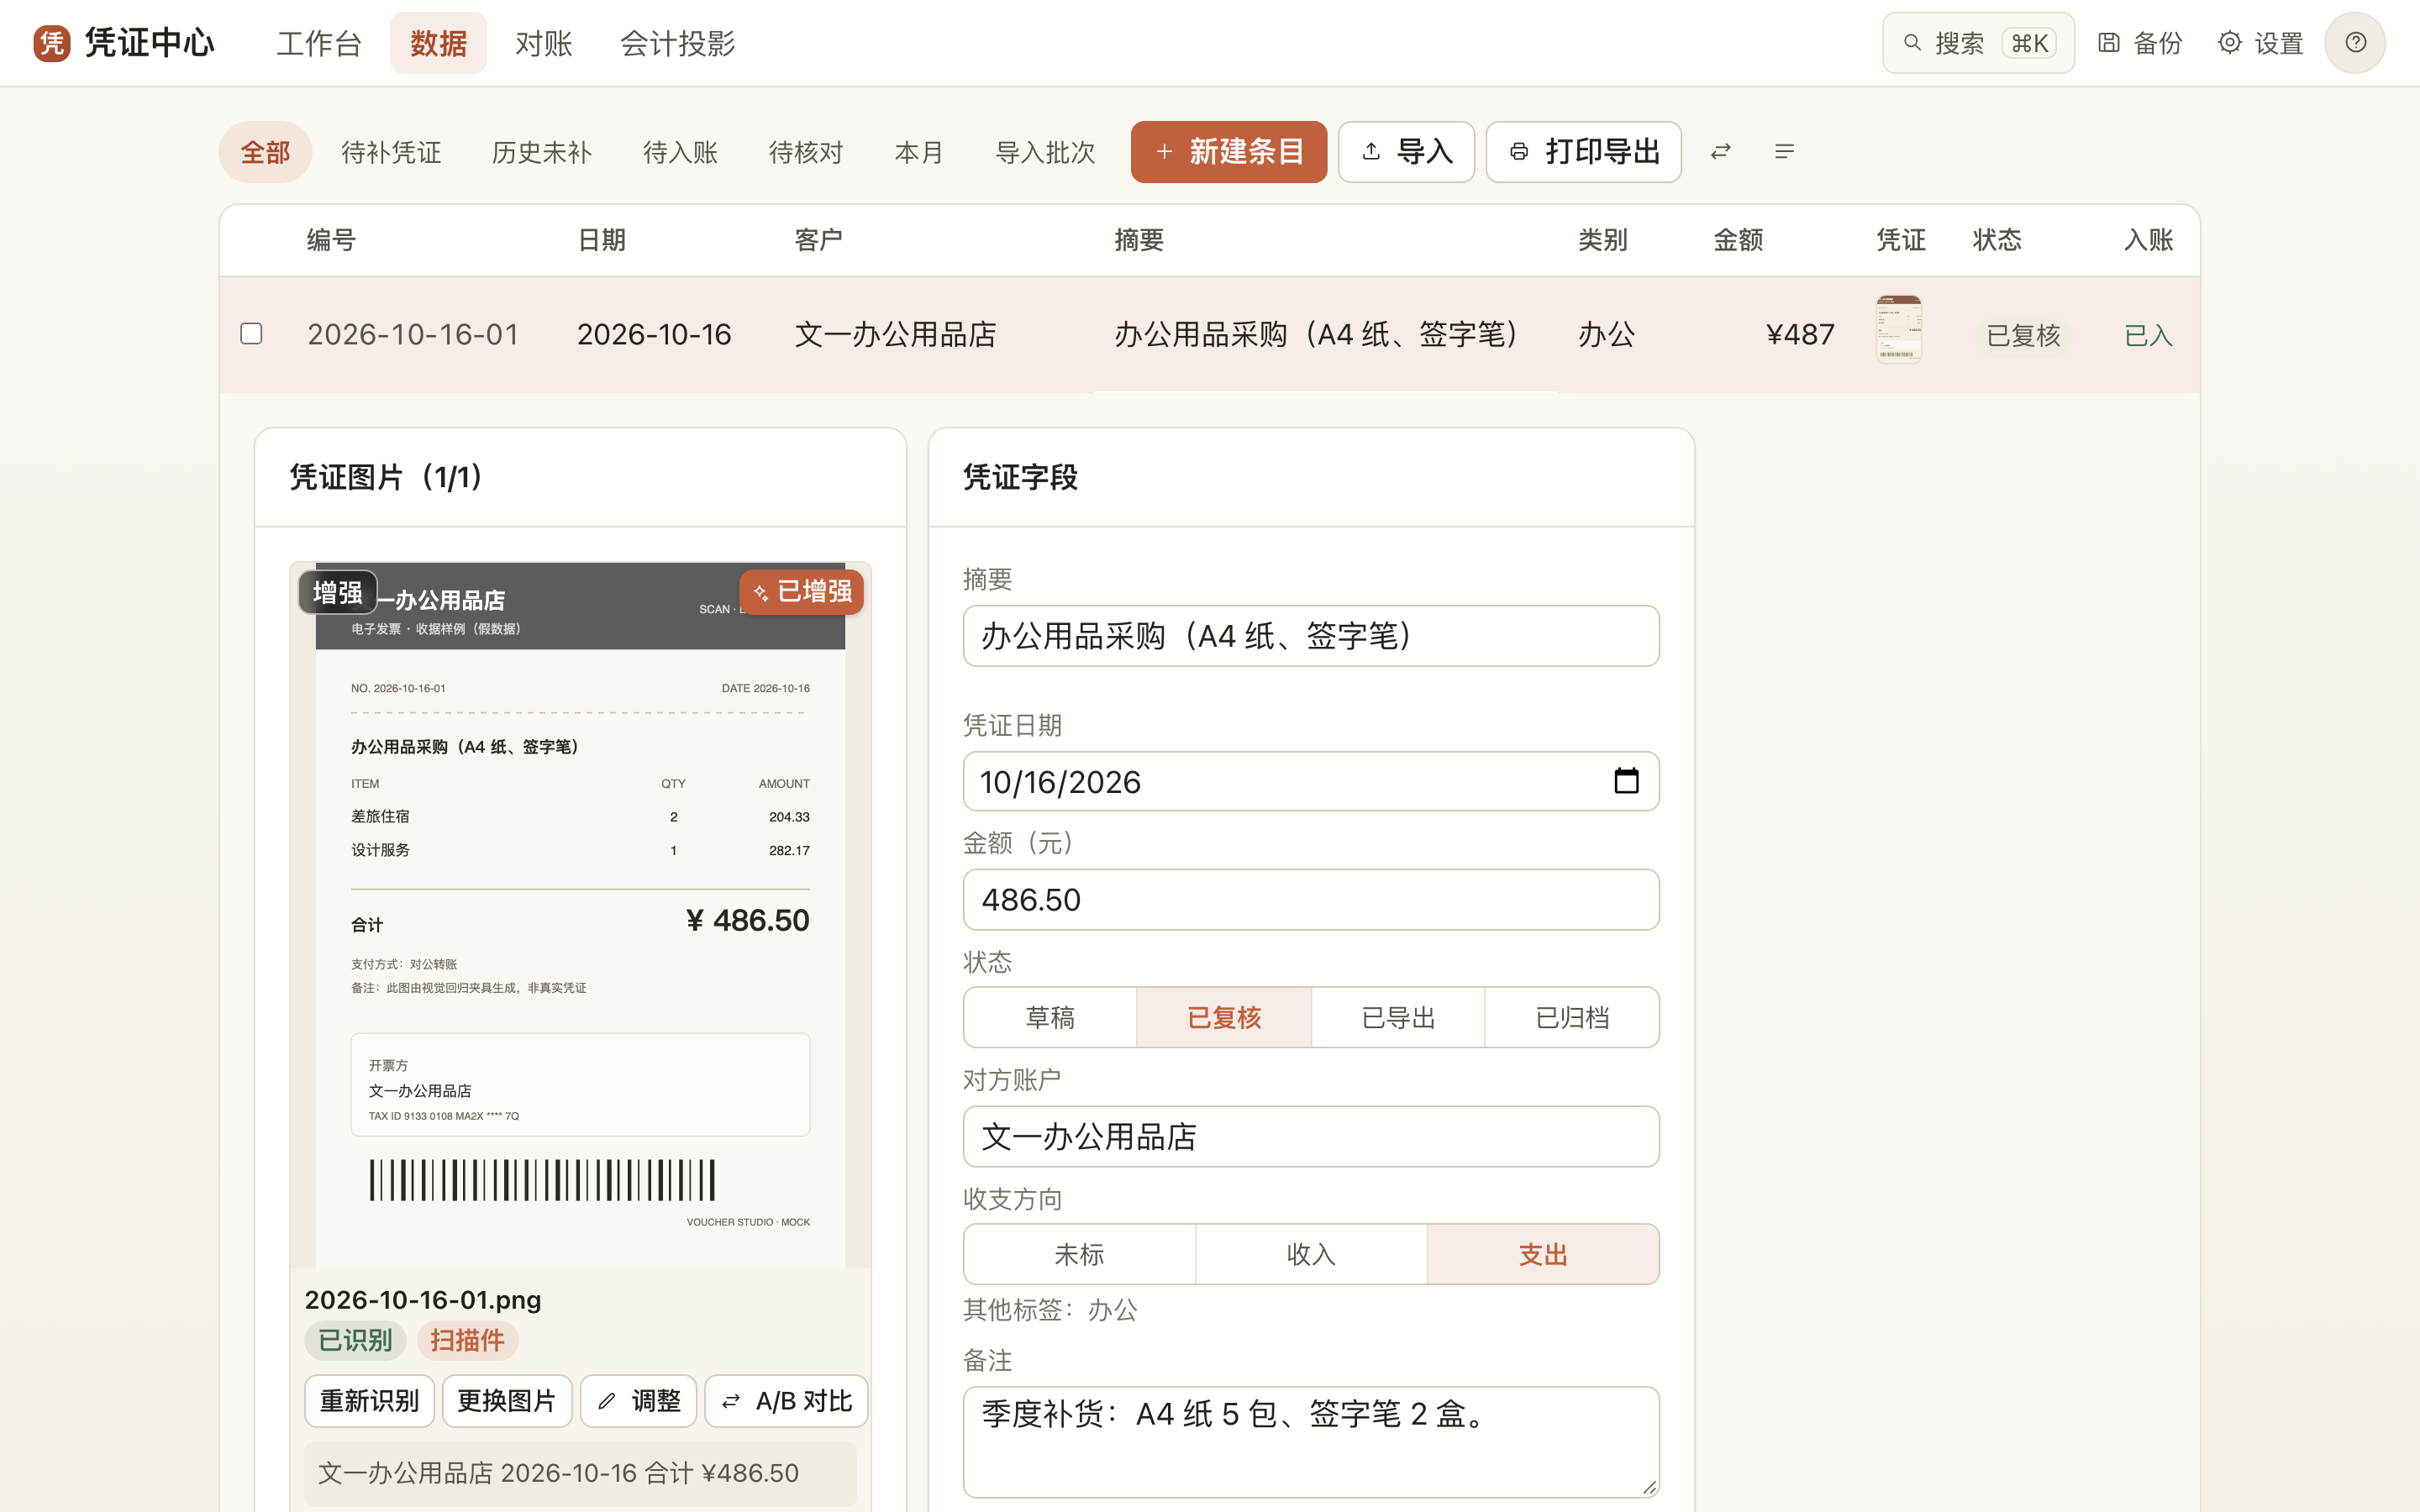 凭 凭证中心 工作台 数据 对账 会计投影 搜索 ⌘K 备份 设置
全部 待补凭证 历史未补 待入账 待核对 本月 导入批次 + 新建条目 导入 打印导出
编号 日期 客户 摘要 类别 金额 凭证 状态 入账
2026-10-16-01 2026-10-16 文一办公用品店 办公用品采购（A4 纸、签字笔） 办公 ¥487 已复核 已入
凭证图片（1/1）
增强 一办公用品店 SCAN · 已增强
电子发票 · 收据样例（假数据）
NO. 2026-10-16-01 DATE 2026-10-16
办公用品采购（A4 纸、签字笔）
ITEM QTY AMOUNT
差旅住宿 2 204.33
设计服务 1 282.17
合计 ¥ 486.50
支付方式：对公转账
备注：此图由视觉回归夹具生成，非真实凭证
开票方
文一办公用品店
TAX ID 9133 0108 MA2X **** 7Q
VOUCHER STUDIO · MOCK
2026-10-16-01.png
已识别 扫描件
重新识别 更换图片 调整 A/B 对比
文一办公用品店 2026-10-16 合计 ¥486.50
凭证字段
摘要
办公用品采购（A4 纸、签字笔）
凭证日期
10/16/2026
金额（元）
486.50
状态
草稿 已复核 已导出 已归档
对方账户
文一办公用品店
收支方向
未标 收入 支出
其他标签：办公
备注
季度补货：A4 纸 5 包、签字笔 2 盒。